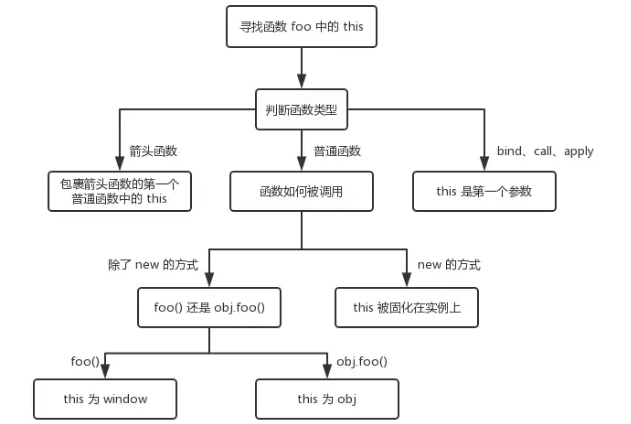 寻找函数 foo 中的 this
判断函数类型
箭头函数
普通函数
bind、call、apply
包裹箭头函数的第一个
普通函数中的 this
函数如何被调用
this 是第一个参数
除了 new 的方式
new 的方式
foo() 还是 obj.foo()
this 被固化在实例上
foo()
obj.foo()
this 为 window
this 为 obj